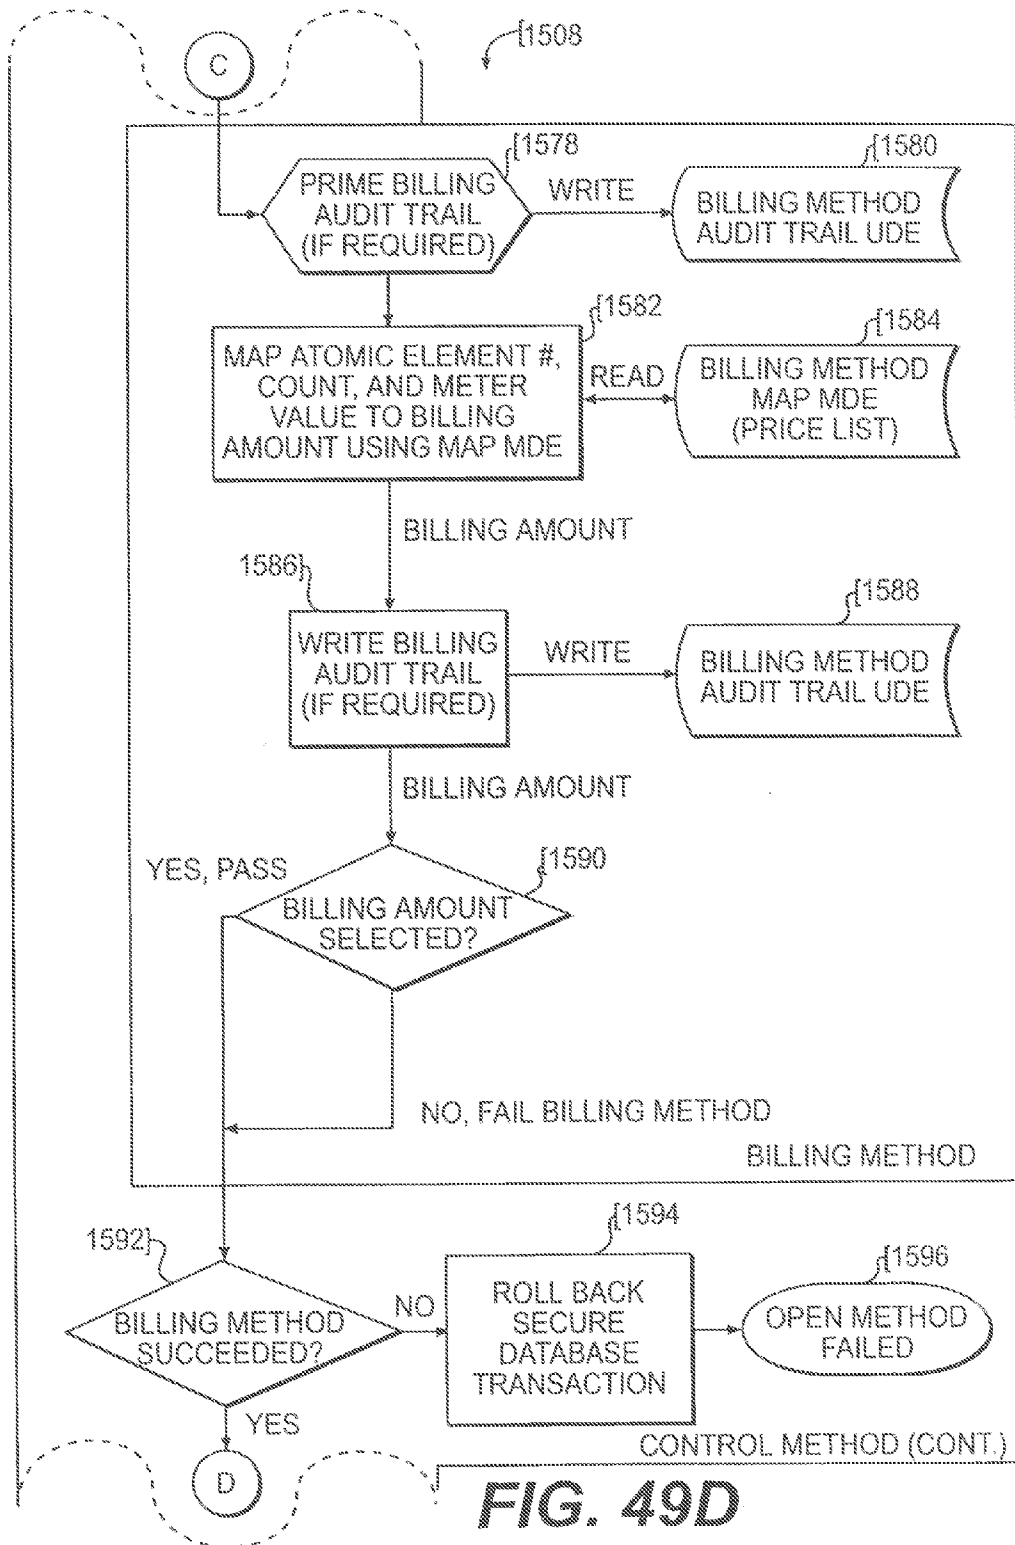 [1508
C
[1578
[1580
PRIME BILLING
AUDIT TRAIL
(IF REQUIRED)
WRITE
BILLING METHOD
AUDIT TRAIL UDE
[1582
[1584
MAP ATOMIC ELEMENT #,
COUNT, AND METER
VALUE TO BILLING
AMOUNT USING MAP MDE
READ
BILLING METHOD
MAP MDE
(PRICE LIST)
BILLING AMOUNT
1586}
[1588
WRITE BILLING
AUDIT TRAIL
(IF REQUIRED)
WRITE
BILLING METHOD
AUDIT TRAIL UDE
BILLING AMOUNT
YES, PASS
[1590
BILLING AMOUNT
SELECTED?
NO, FAIL BILLING METHOD
BILLING METHOD
1592}
[1594
[1596
BILLING METHOD
SUCCEEDED?
NO
ROLL BACK
SECURE
DATABASE
TRANSACTION
OPEN METHOD
FAILED
YES
D
CONTROL METHOD (CONT.)
FIG. 49D